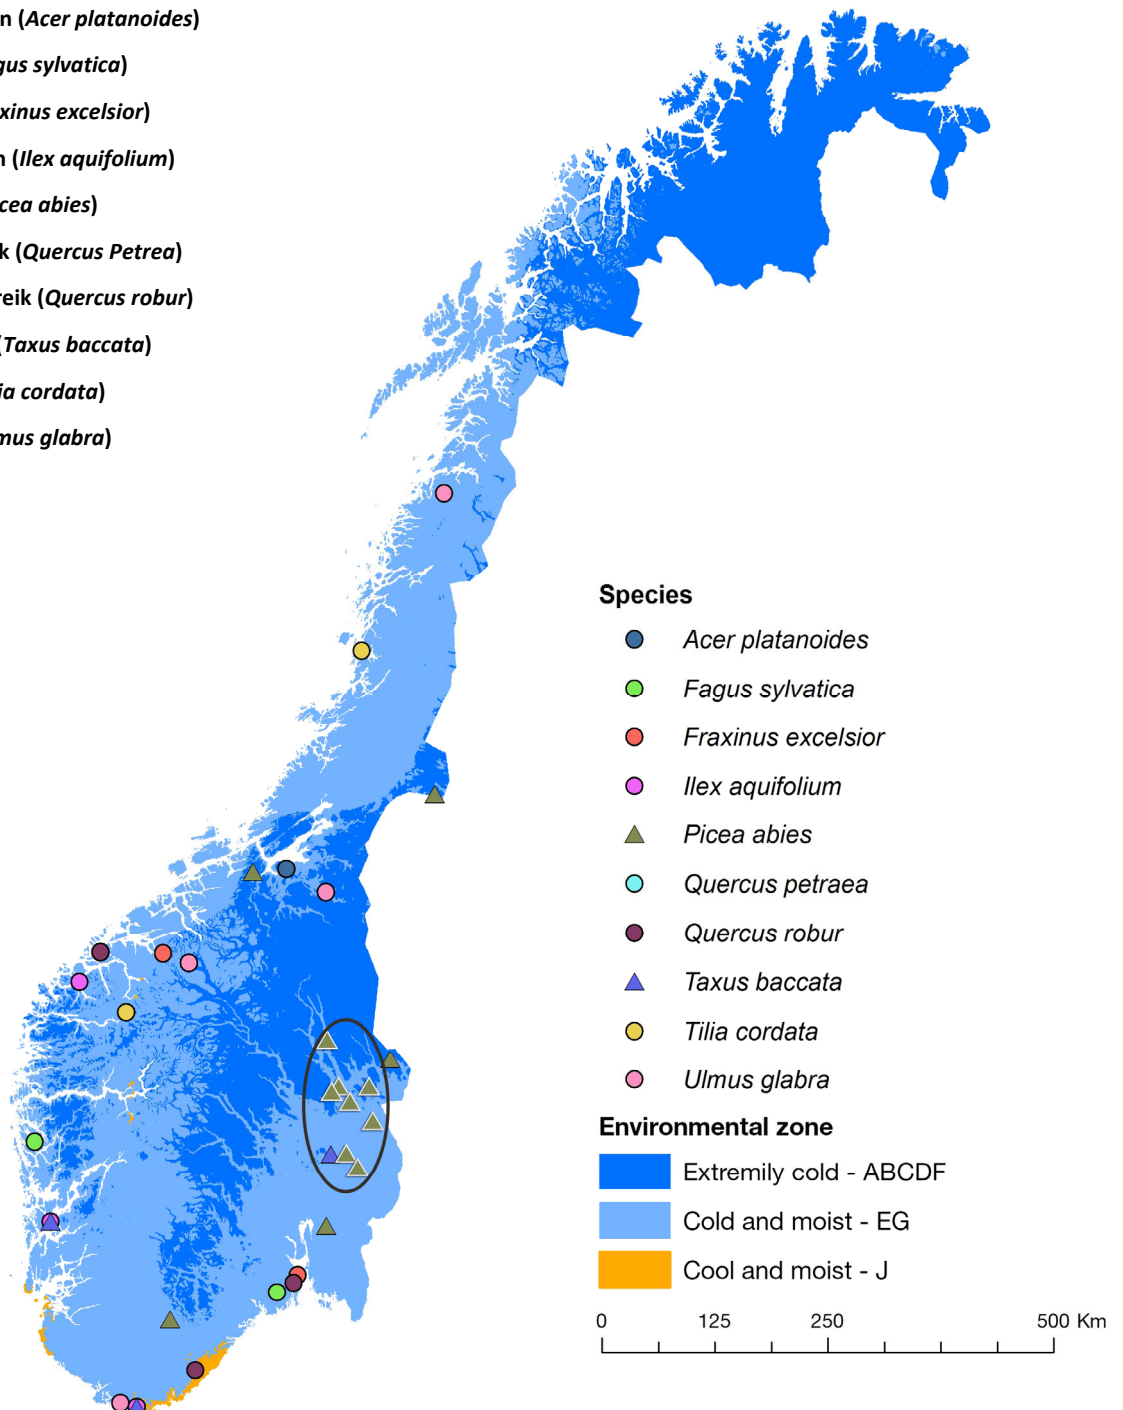 n (Acer platanoides)
gus sylvatica)
xinus excelsior)
n (Ilex aquifolium)
cea abies)
k (Quercus Petrea)
reik (Quercus robur)
(Taxus baccata)
ia cordata)
mus glabra)
Species
Acer platanoides
Fagus sylvatica
Fraxinus excelsior
Ilex aquifolium
Picea abies
Quercus petraea
Quercus robur
Taxus baccata
Tilia cordata
Ulmus glabra
Environmental zone
Extremily cold - ABCDF
Cold and moist - EG
Cool and moist - J
0 125 250 500 Km